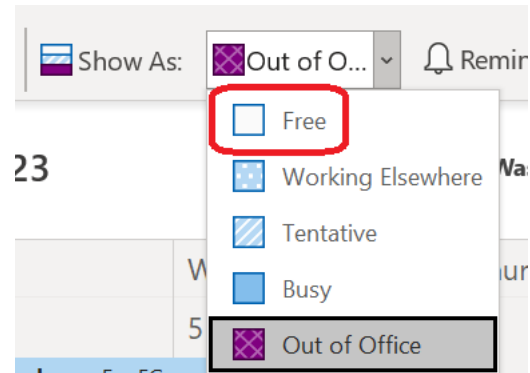 Show As: Out of O... Remin
Free
23
Working Elsewhere
Tentative
Busy
5
Out of Office